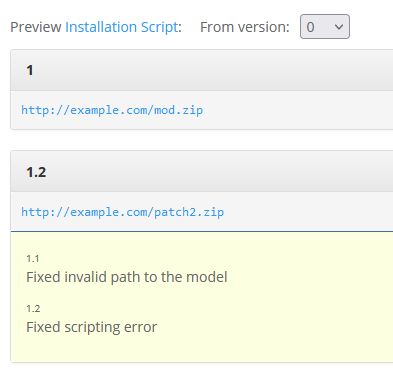 Preview Installation Script: From version: 0
1
http://example.com/mod.zip
1.2
http://example.com/patch2.zip
1.1
Fixed invalid path to the model
1.2
Fixed scripting error